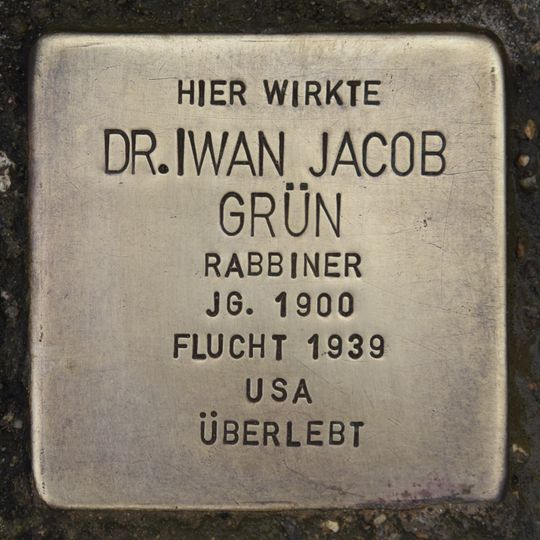 HIER WIRKTE
DR. IWAN JACOB
GRÜN
RABBINER
JG. 1900
FLUCHT 1939
USA
ÜBERLEBT